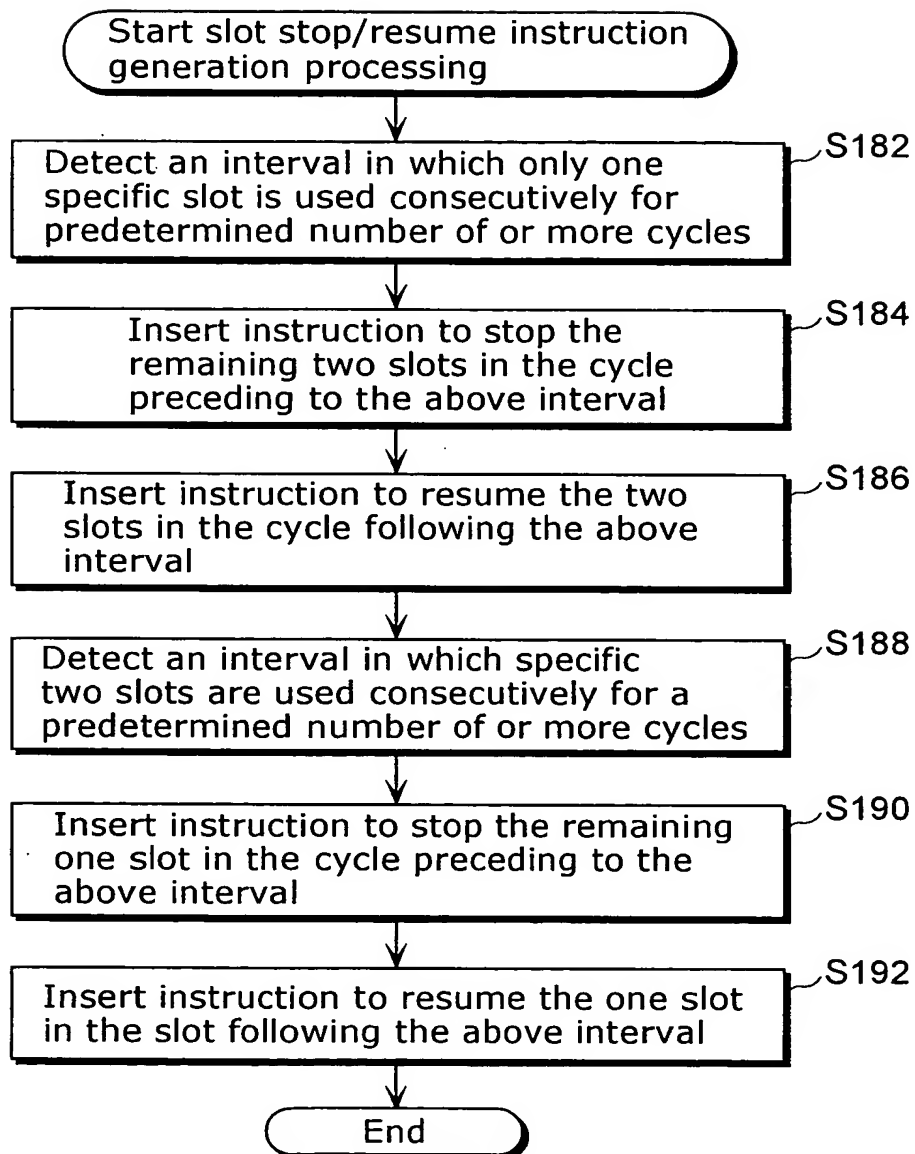 Start slot stop/resume instruction
generation processing
S182
Detect an interval in which only one
specific slot is used consecutively for
predetermined number of or more cycles
S184
Insert instruction to stop the
remaining two slots in the cycle
preceding to the above interval
S186
Insert instruction to resume the two
slots in the cycle following the above
interval
S188
Detect an interval in which specific
two slots are used consecutively for a
predetermined number of or more cycles
S190
Insert instruction to stop the remaining
one slot in the cycle preceding to the
above interval
S192
Insert instruction to resume the one slot
in the slot following the above interval
End